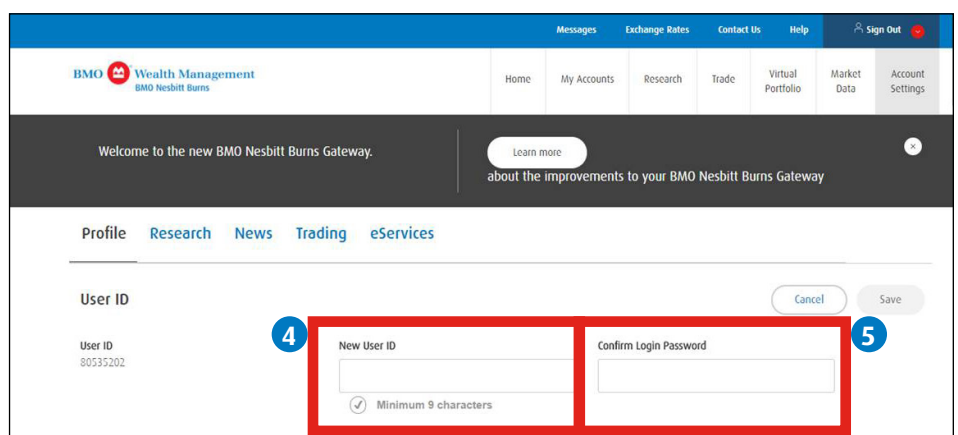 Messages Exchange Rates Contact Us Help Sign Out
BMO Wealth Management
BMO Nesbitt Burns
Home My Accounts Research Trade Virtual Portfolio Market Data Account Settings
Welcome to the new BMO Nesbitt Burns Gateway.
Learn more
about the improvements to your BMO Nesbitt Burns Gateway
Profile Research News Trading eServices
User ID
Cancel Save
4
5
User ID
80535202
New User ID
Confirm Login Password
Minimum 9 characters